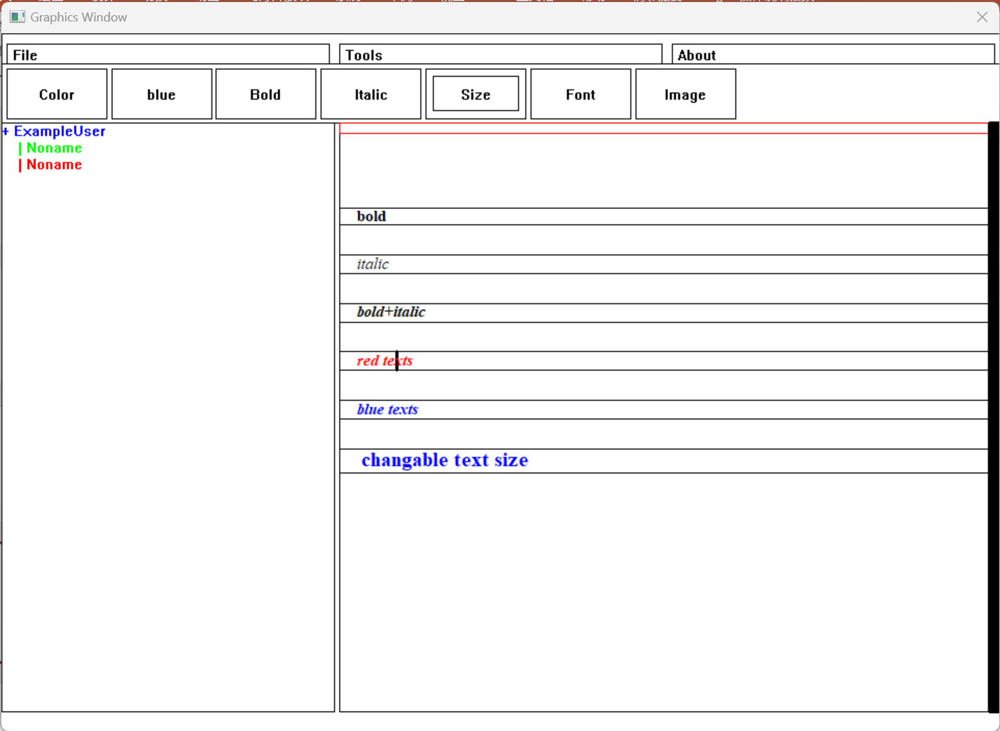 Graphics Window
File Tools About
Color blue Bold Italic Size Font Image
+ ExampleUser
| Noname
| Noname
bold
italic
bold+italic
red texts
blue texts
changable text size